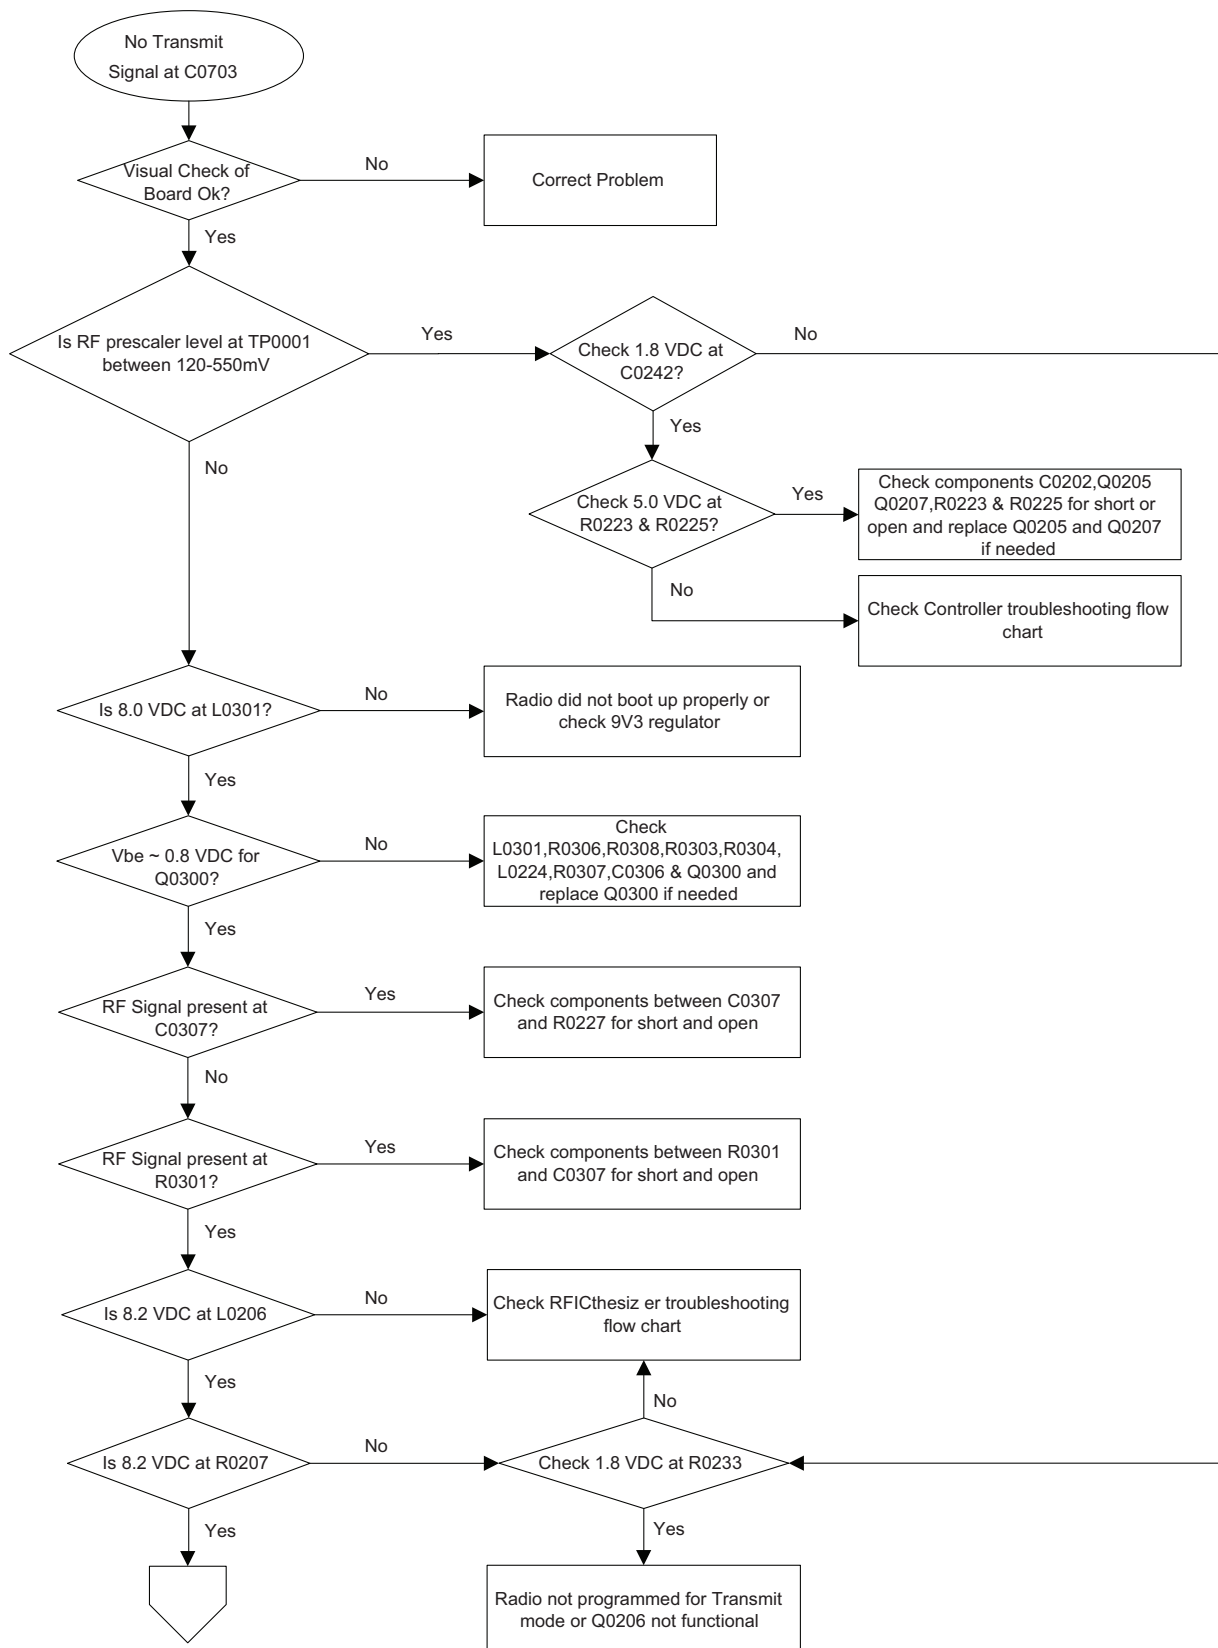 No Transmit
Signal at C0703
Visual Check of
Board Ok?
No
Correct Problem
Yes
Is RF prescaler level at TP0001
between 120-550mV
Yes
Check 1.8 VDC at
C0242?
No
Yes
No
Check 5.0 VDC at
R0223 & R0225?
Yes
Check components C0202,Q0205
Q0207,R0223 & R0225 for short or
open and replace Q0205 and Q0207
if needed
No
Check Controller troubleshooting flow
chart
Is 8.0 VDC at L0301?
No
Radio did not boot up properly or
check 9V3 regulator
Yes
Vbe ~ 0.8 VDC for
Q0300?
No
Check
L0301,R0306,R0308,R0303,R0304,
L0224,R0307,C0306 & Q0300 and
replace Q0300 if needed
Yes
RF Signal present at
C0307?
Yes
Check components between C0307
and R0227 for short and open
No
RF Signal present at
R0301?
Yes
Check components between R0301
and C0307 for short and open
Yes
Is 8.2 VDC at L0206
No
Check RFICthesiz er troubleshooting
flow chart
Yes
No
Is 8.2 VDC at R0207
No
Check 1.8 VDC at R0233
Yes
Yes
Radio not programmed for Transmit
mode or Q0206 not functional